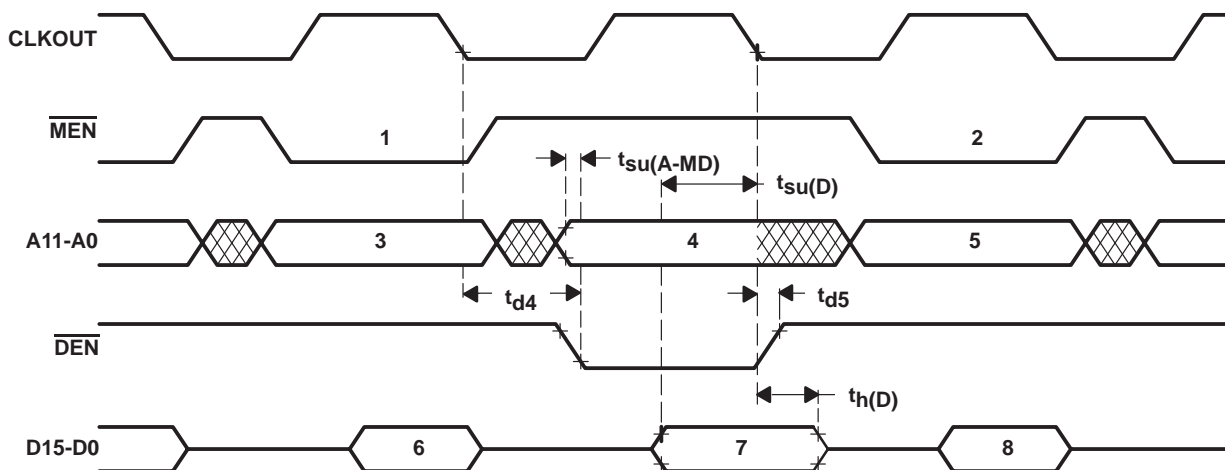 CLKOUT
MEN
1
2
tsu(A-MD)
tsu(D)
A11-A0
3
4
5
td4
td5
DEN
th(D)
D15-D0
6
7
8